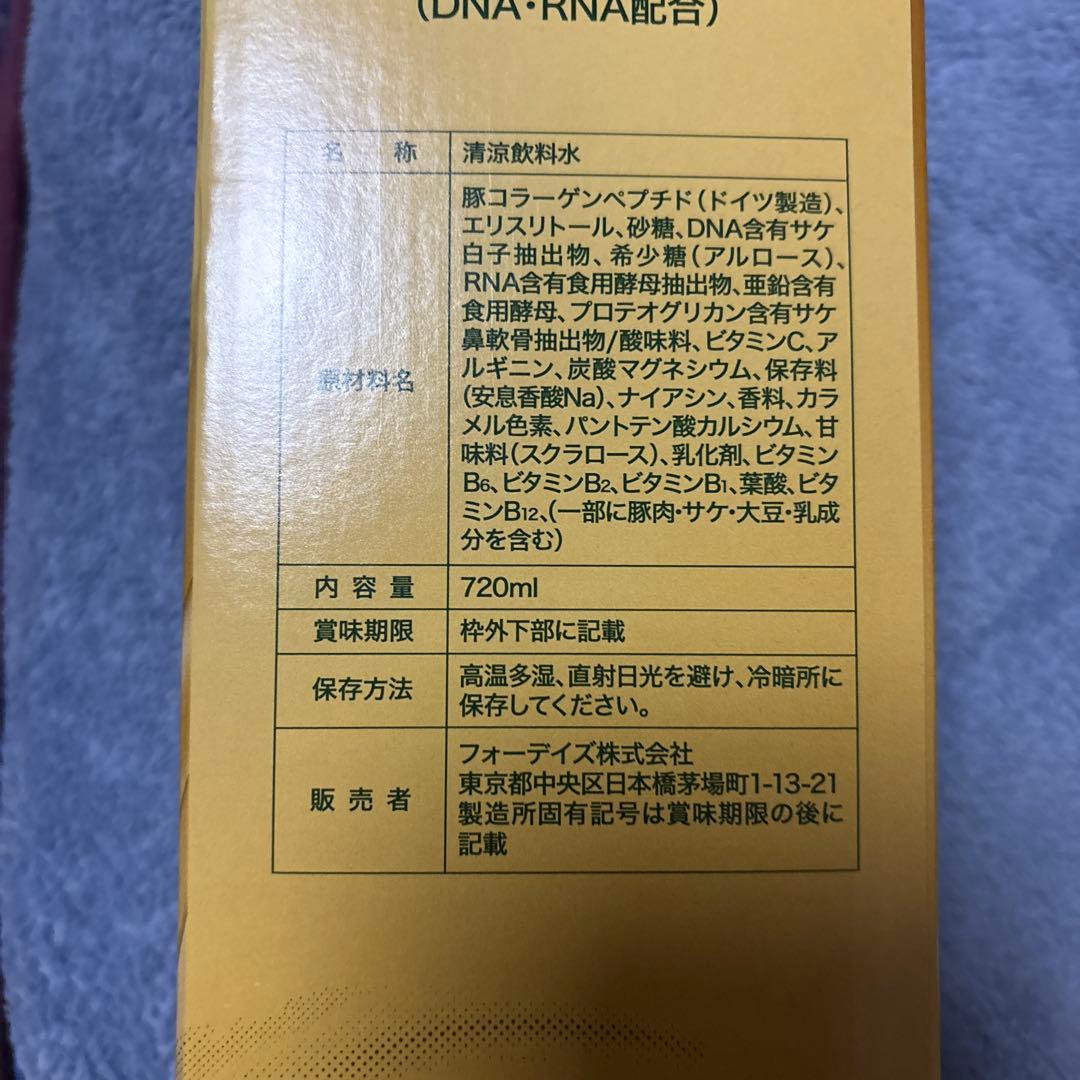 (DNA・RNA配合)
名 称
清涼飲料水
原材料名
豚コラーゲンペプチド(ドイツ製造)、
エリスリトール、砂糖、DNA含有サケ
白子抽出物、希少糖(アルロース)、
RNA含有食用酵母抽出物、亜鉛含有
食用酵母、プロテオグリカン含有サケ
鼻軟骨抽出物/酸味料、ビタミンC、ア
ルギニン、炭酸マグネシウム、保存料
(安息香酸Na)、ナイアシン、香料、カラ
メル色素、パントテン酸カルシウム、甘
味料(スクラロース)、乳化剤、ビタミン
B6、ビタミンB2、ビタミンB1、葉酸、ビタ
ミンB12、(一部に豚肉・サケ・大豆・乳成
分を含む)
内 容 量
720ml
賞味期限
枠外下部に記載
保存方法
高温多湿、直射日光を避け、冷暗所に
保存してください。
販 売 者
フォーデイズ株式会社
東京都中央区日本橋茅場町1-13-21
製造所固有記号は賞味期限の後に
記載